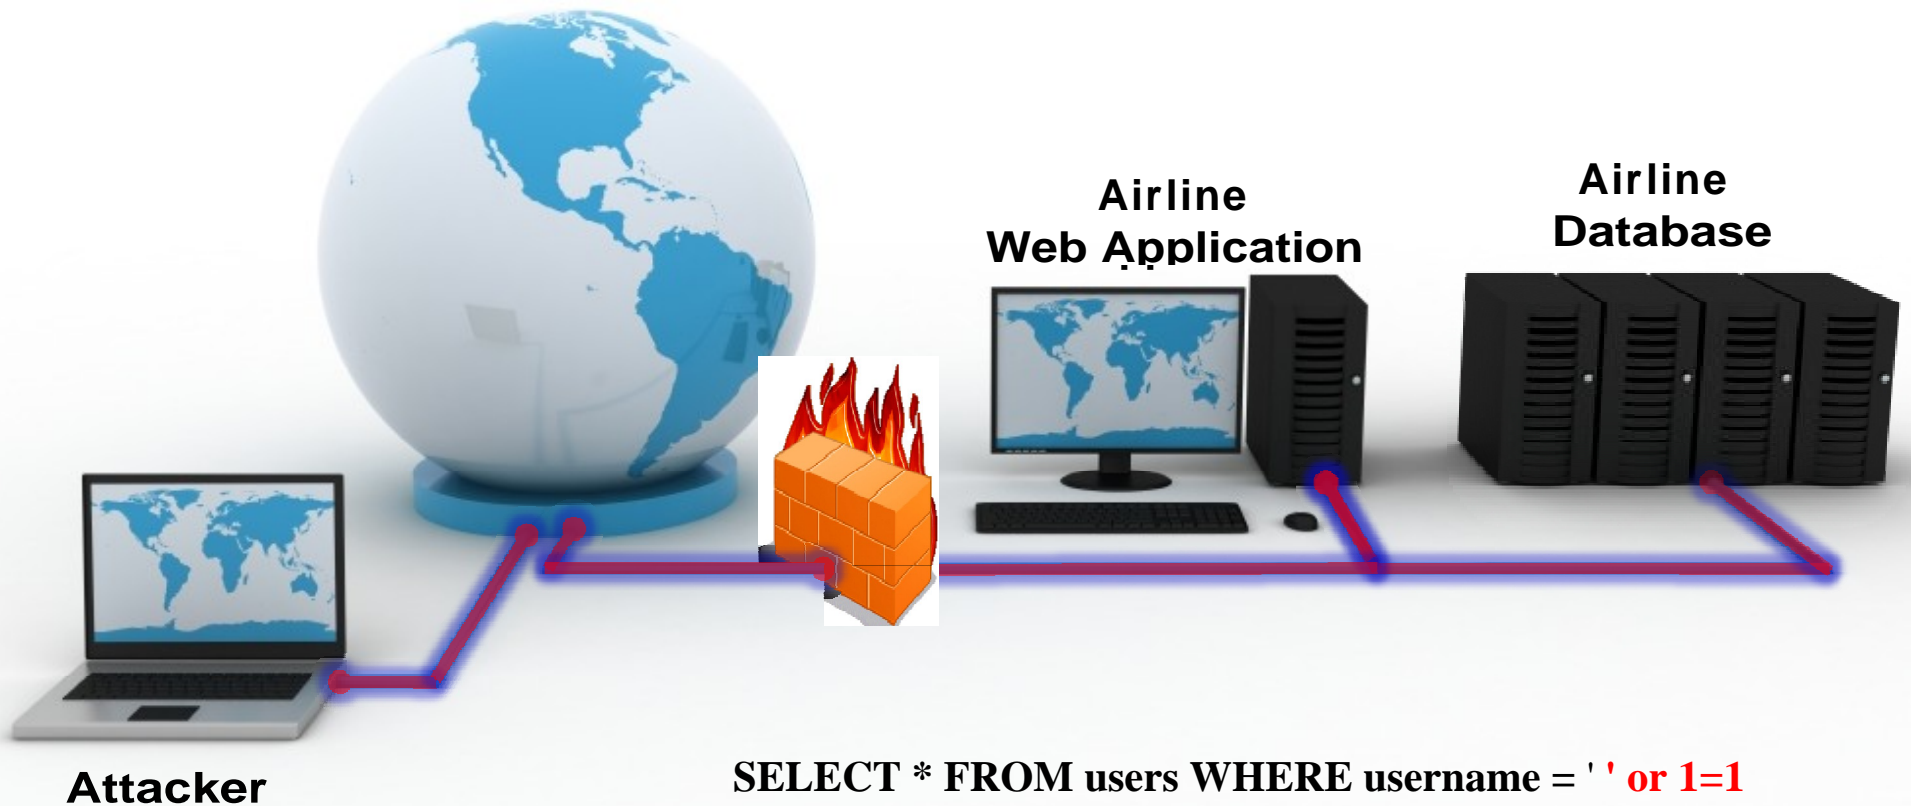 Airline
Web Application
Airline
Database
Attacker
SELECT * FROM users WHERE username = ' ' or 1=1